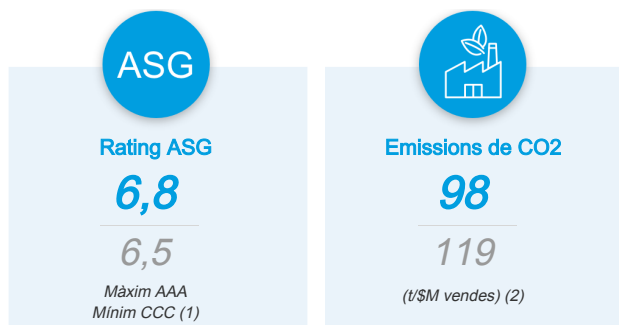 ASG
Rating ASG
6,8
6,5
Màxim AAA
Mínim CCC (1)
Emissions de CO2
98
119
(t/$M vendes) (2)